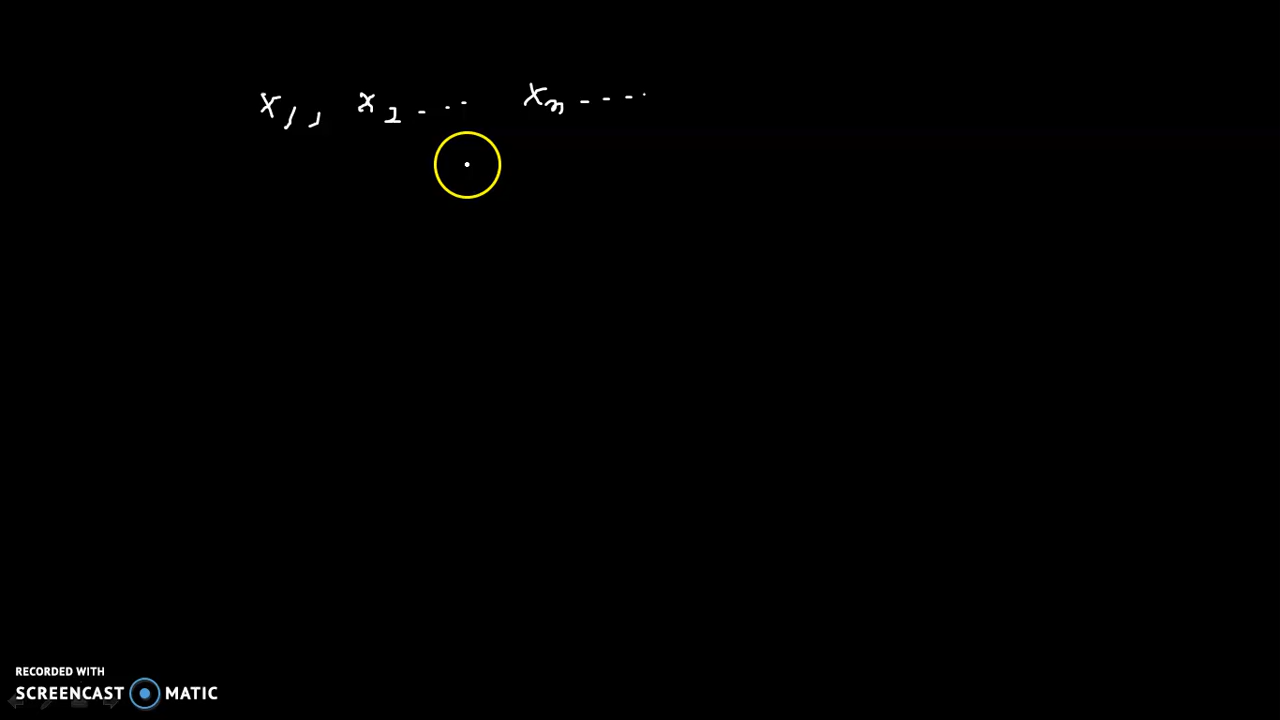 x₁, x₂ ... xₙ ....
RECORDED WITH
SCREENCAST MATIC